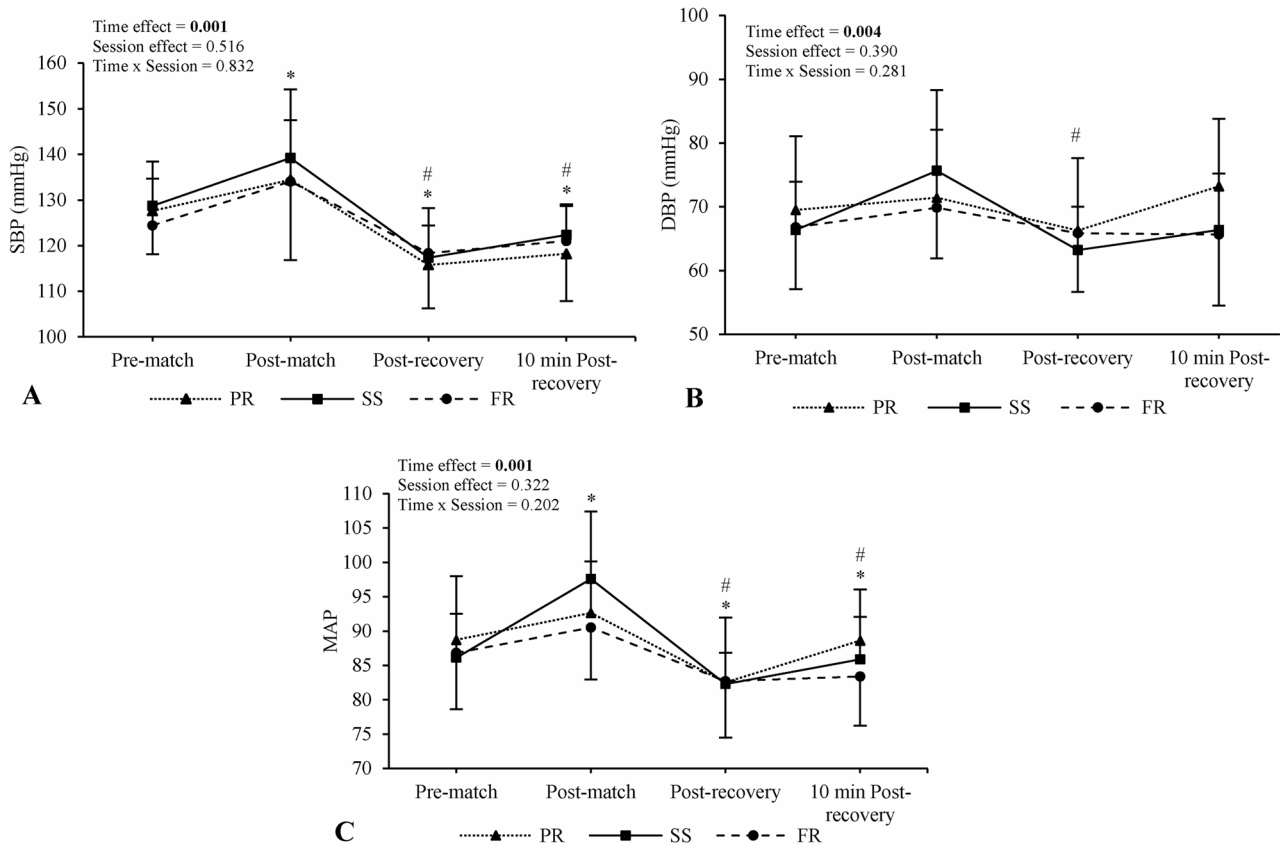 Time effect = 0.001
Session effect = 0.516
Time x Session = 0.832
SBP (mmHg)
160
150
140
130
120
110
100
*
#
*
#
*
Pre-match
Post-match
Post-recovery
10 min Post-
recovery
A
PR
SS
FR
Time effect = 0.004
Session effect = 0.390
Time x Session = 0.281
DBP (mmHg)
100
90
80
70
60
50
#
Pre-match
Post-match
Post-recovery
10 min Post-
recovery
B
PR
SS
FR
Time effect = 0.001
Session effect = 0.322
Time x Session = 0.202
MAP
110
105
100
95
90
85
80
75
70
*
#
*
#
*
Pre-match
Post-match
Post-recovery
10 min Post-
recovery
C
PR
SS
FR